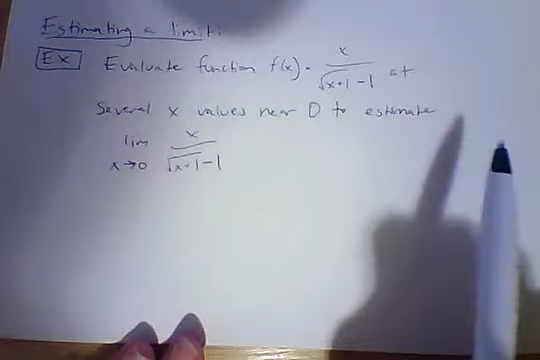 Estimating a limit:
Ex Evaluate function f(x) = x/(√(x+1) -1) at
Several x values near 0 to estimate
lim x→0 x/(√(x+1) -1)